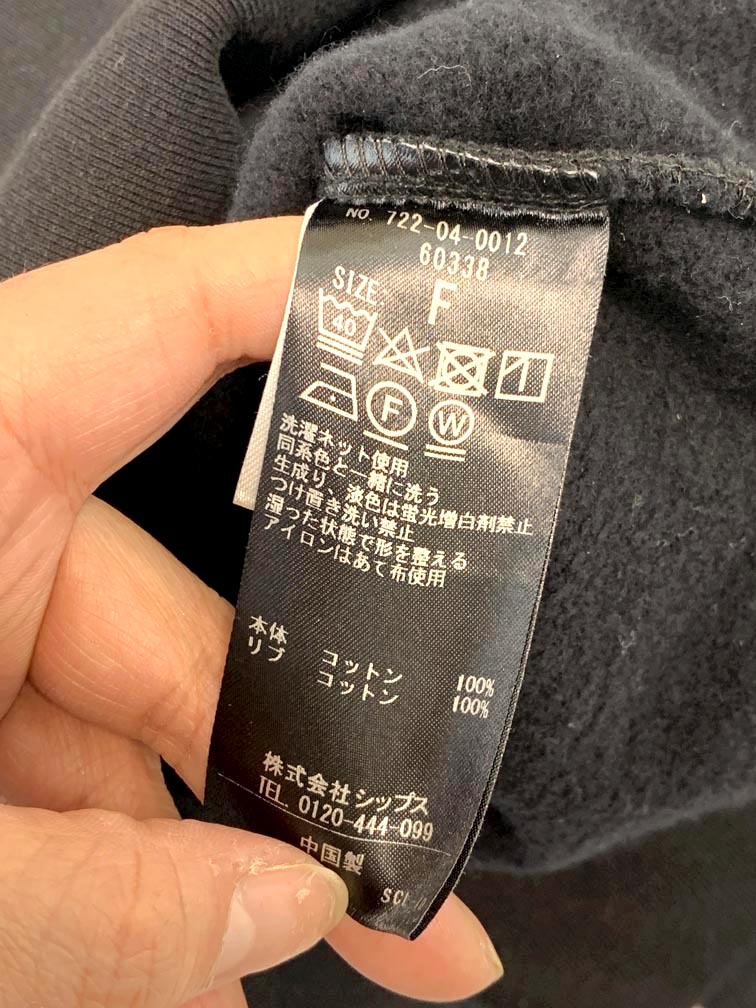 NO. 722-04-0012
60338
SIZE: F
40
F W
洗濯ネット使用
同系色と一緒に洗う
生成り、淡色は蛍光増白剤禁止
つけ置き洗い禁止
湿った状態で形を整える
アイロンはあて布使用
本体 コットン 100%
リブ コットン 100%
株式会社シップス
TEL. 0120-444-099
中国製